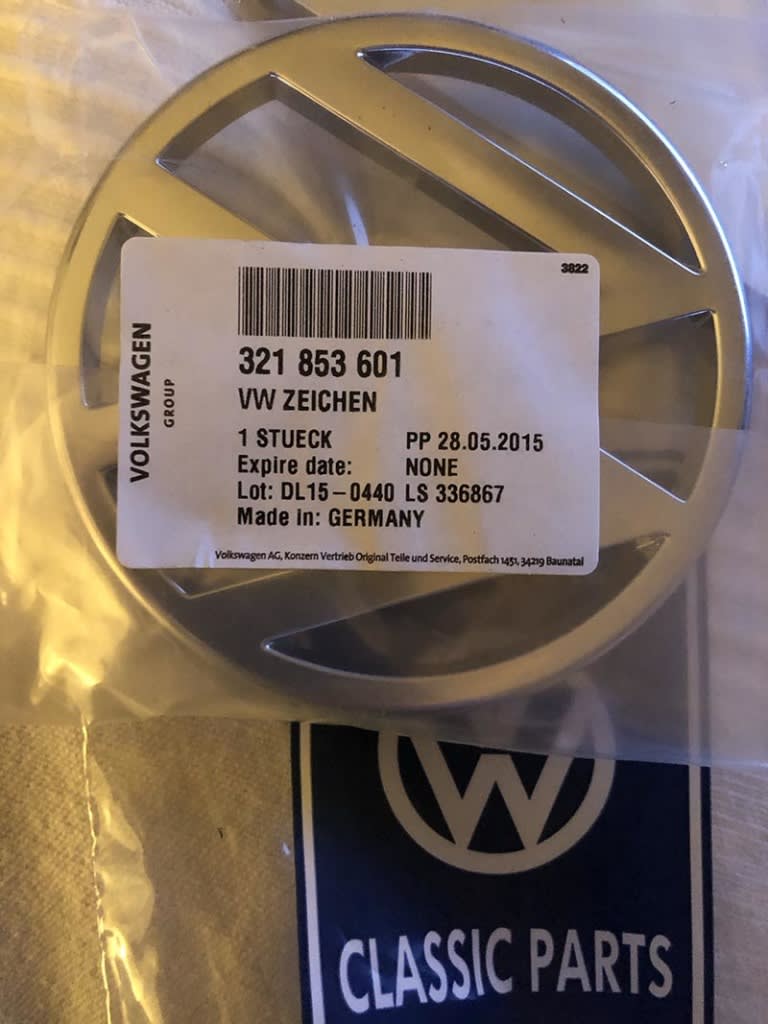 3822
321 853 601
VW ZEICHEN
1 STUECK PP 28.05.2015
Expire date: NONE
Lot: DL15-0440 LS 336867
Made in: GERMANY
Volkswagen AG, Konzern Vertrieb Original Teile und Service, Postfach 1451, 34219 Baunatal
VOLKSWAGEN
GROUP
W
CLASSIC PARTS